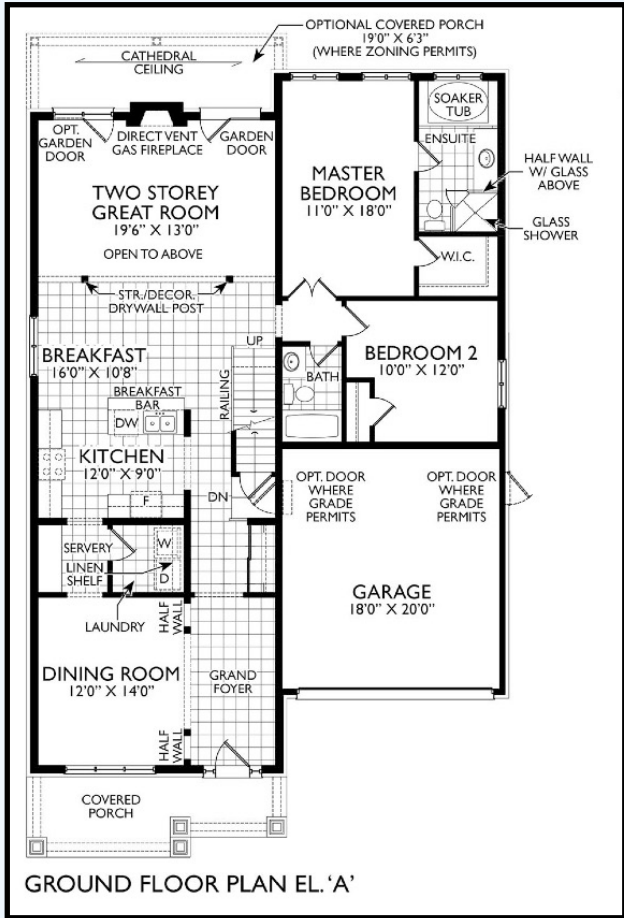 OPTIONAL COVERED PORCH
19'0" X 6'3"
(WHERE ZONING PERMITS)
CATHEDRAL
CEILING
OPT.
GARDEN
DOOR
DIRECT VENT
GAS FIREPLACE
GARDEN
DOOR
SOAKER
TUB
ENSUITE
HALF WALL
W/ GLASS
ABOVE
GLASS
SHOWER
MASTER
BEDROOM
11'0" X 18'0"
TWO STOREY
GREAT ROOM
19'6" X 13'0"
OPEN TO ABOVE
W.I.C.
STR./DECOR.
DRYWALL POST
UP
BREAKFAST
16'0" X 10'8"
BEDROOM 2
10'0" X 12'0"
BATH
BREAKFAST
BAR
DW
RAILING
KITCHEN
12'0" X 9'0"
F
DN
OPT. DOOR
WHERE
GRADE
PERMITS
OPT. DOOR
WHERE
GRADE
PERMITS
SERVERY
LINEN
SHELF
W
D
LAUNDRY
GARAGE
18'0" X 20'0"
HALF
WALL
DINING ROOM
12'0" X 14'0"
GRAND
FOYER
HALF
WALL
COVERED
PORCH
GROUND FLOOR PLAN EL. 'A'